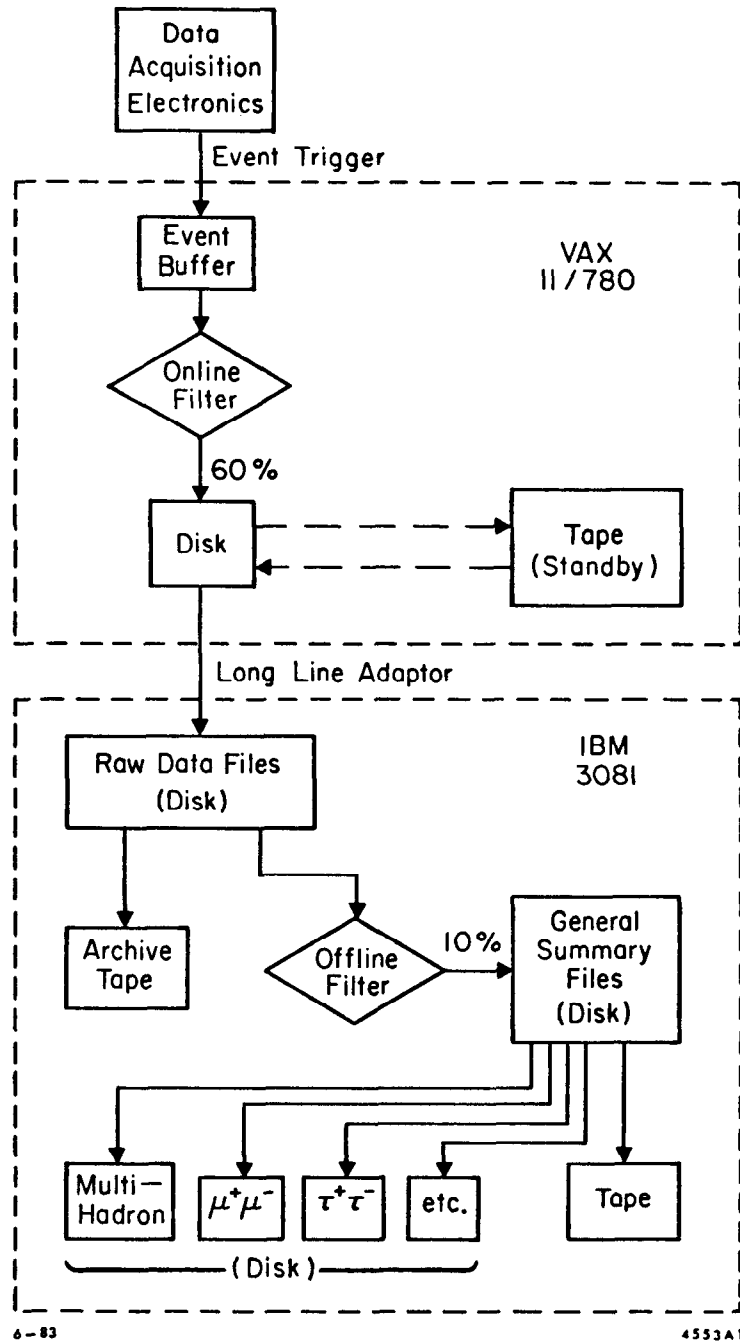 Data
Acquisition
Electronics
Event Trigger
Event
Buffer
VAX
11/780
Online
Filter
60%
Disk
Tape
(Standby)
Long Line Adaptor
Raw Data Files
(Disk)
IBM
3081
Archive
Tape
Offline
Filter
10%
General
Summary
Files
(Disk)
Multi—
Hadron
μ⁺μ⁻
τ⁺τ⁻
etc.
Tape
(Disk)
6-83
4553A1